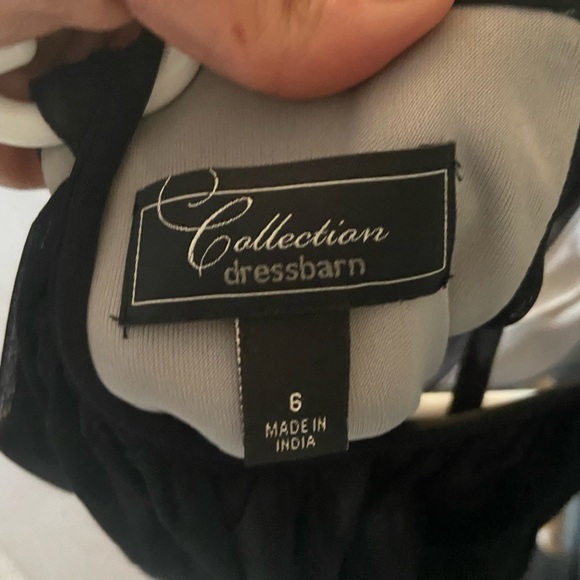 Collection
dressbarn
6
MADE IN
INDIA